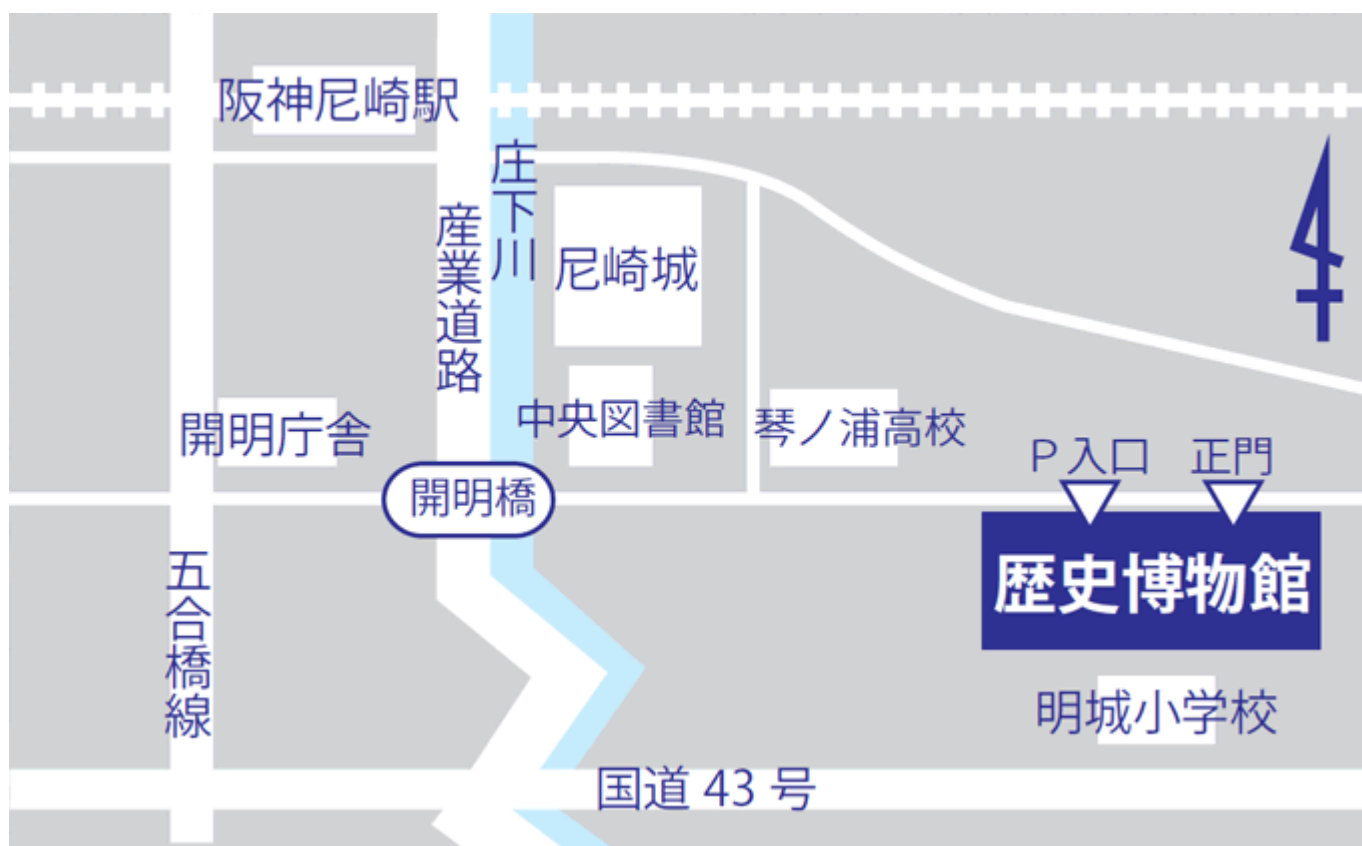 阪神尼崎駅
庄下川
産業道路
尼崎城
中央図書館
琴ノ浦高校
開明庁舎
P入口
正門
開明橋
歴史博物館
五合橋線
明城小学校
国道 43 号